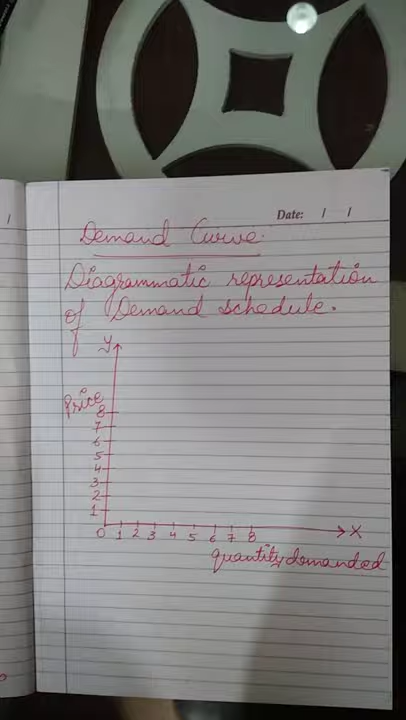 Date: / /
Demand Curve.
Diagrammatic representation
of Demand schedule.
Y
Price
8
7
6
5
4
3
2
1
0 1 2 3 4 5 6 7 8 X
quantity demanded